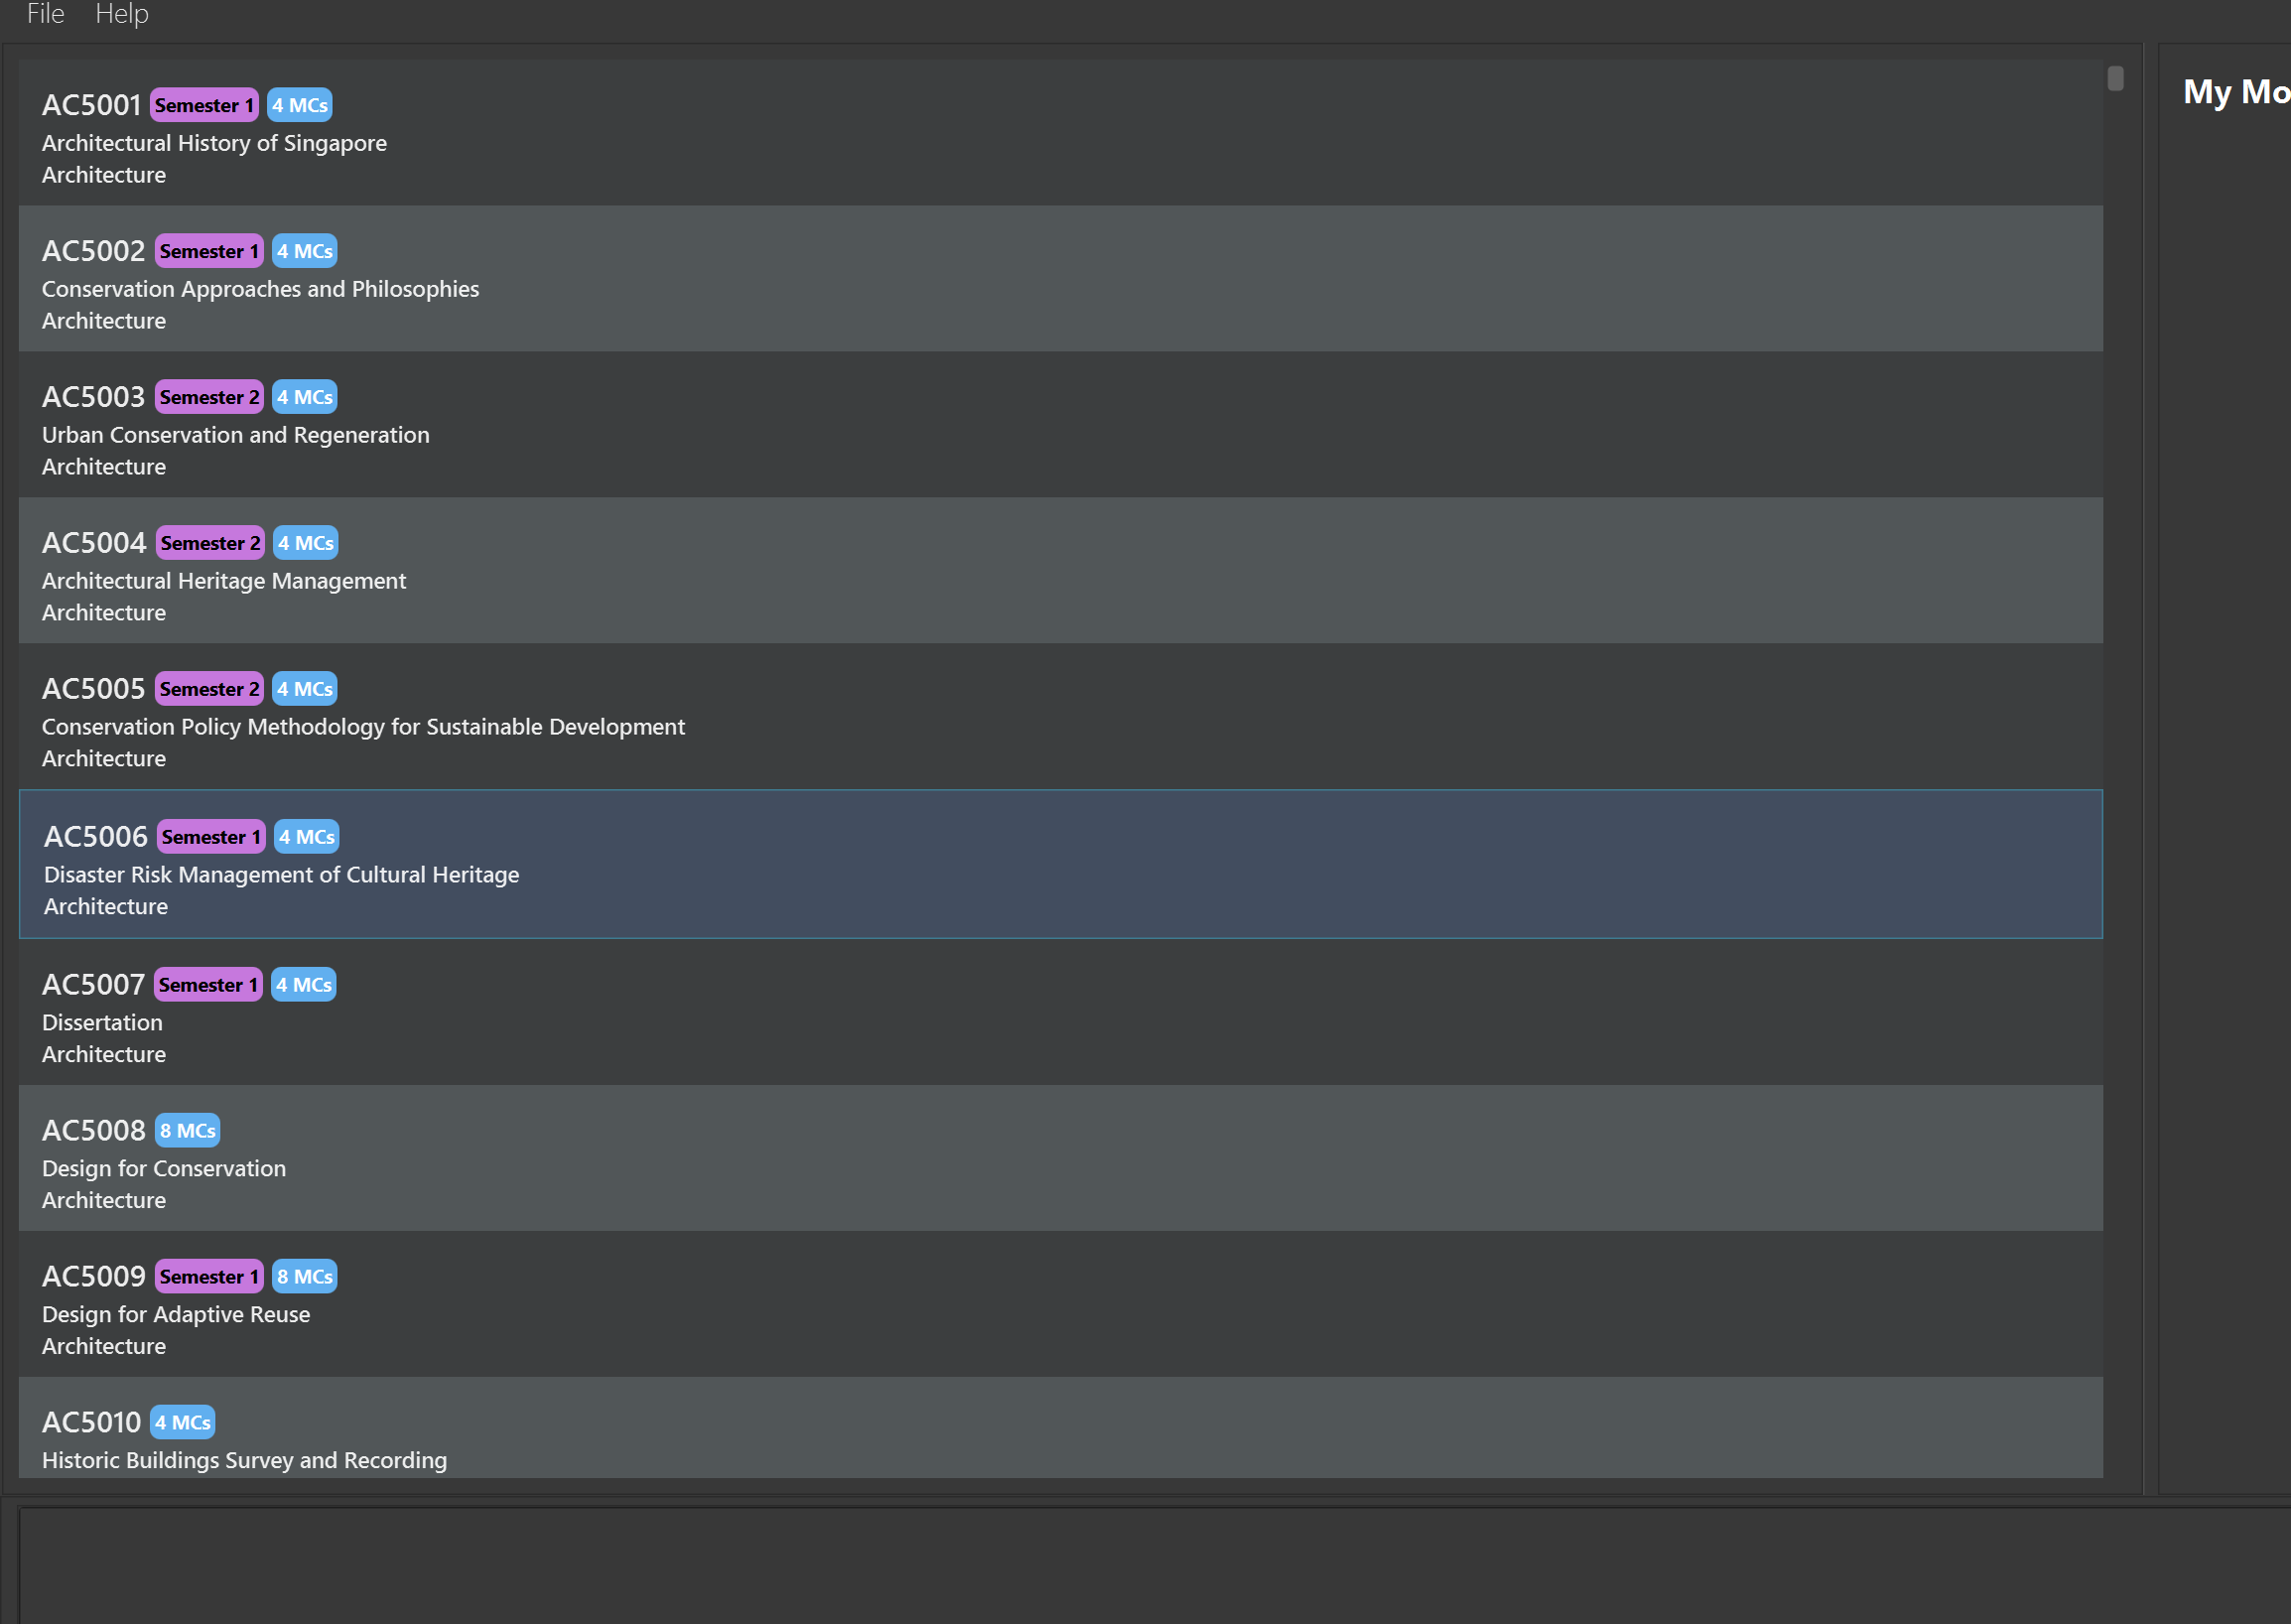 File Help
AC5001 Semester 1 4 MCs
Architectural History of Singapore
Architecture
AC5002 Semester 1 4 MCs
Conservation Approaches and Philosophies
Architecture
AC5003 Semester 2 4 MCs
Urban Conservation and Regeneration
Architecture
AC5004 Semester 2 4 MCs
Architectural Heritage Management
Architecture
AC5005 Semester 2 4 MCs
Conservation Policy Methodology for Sustainable Development
Architecture
AC5006 Semester 1 4 MCs
Disaster Risk Management of Cultural Heritage
Architecture
AC5007 Semester 1 4 MCs
Dissertation
Architecture
AC5008 8 MCs
Design for Conservation
Architecture
AC5009 Semester 1 8 MCs
Design for Adaptive Reuse
Architecture
AC5010 4 MCs
Historic Buildings Survey and Recording
My Mo